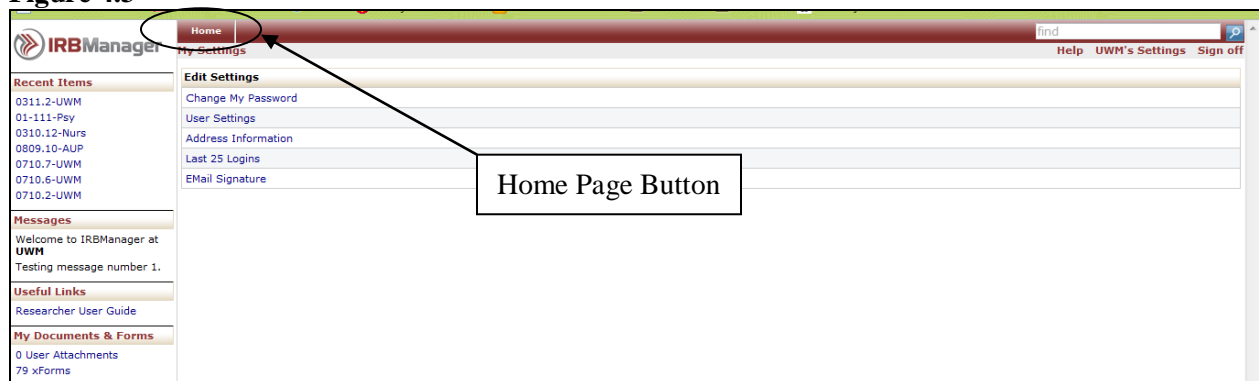 Home
find
IRBManager
My Settings
Help UWM's Settings Sign off
Recent Items
0311.2-UWM
01-111-Psy
0310.12-Nurs
0809.10-AUP
0710.7-UWM
0710.6-UWM
0710.2-UWM
Messages
Welcome to IRBManager at
UWM
Testing message number 1.
Useful Links
Researcher User Guide
My Documents & Forms
0 User Attachments
79 xForms
Edit Settings
Change My Password
User Settings
Address Information
Last 25 Logins
EMail Signature
Home Page Button